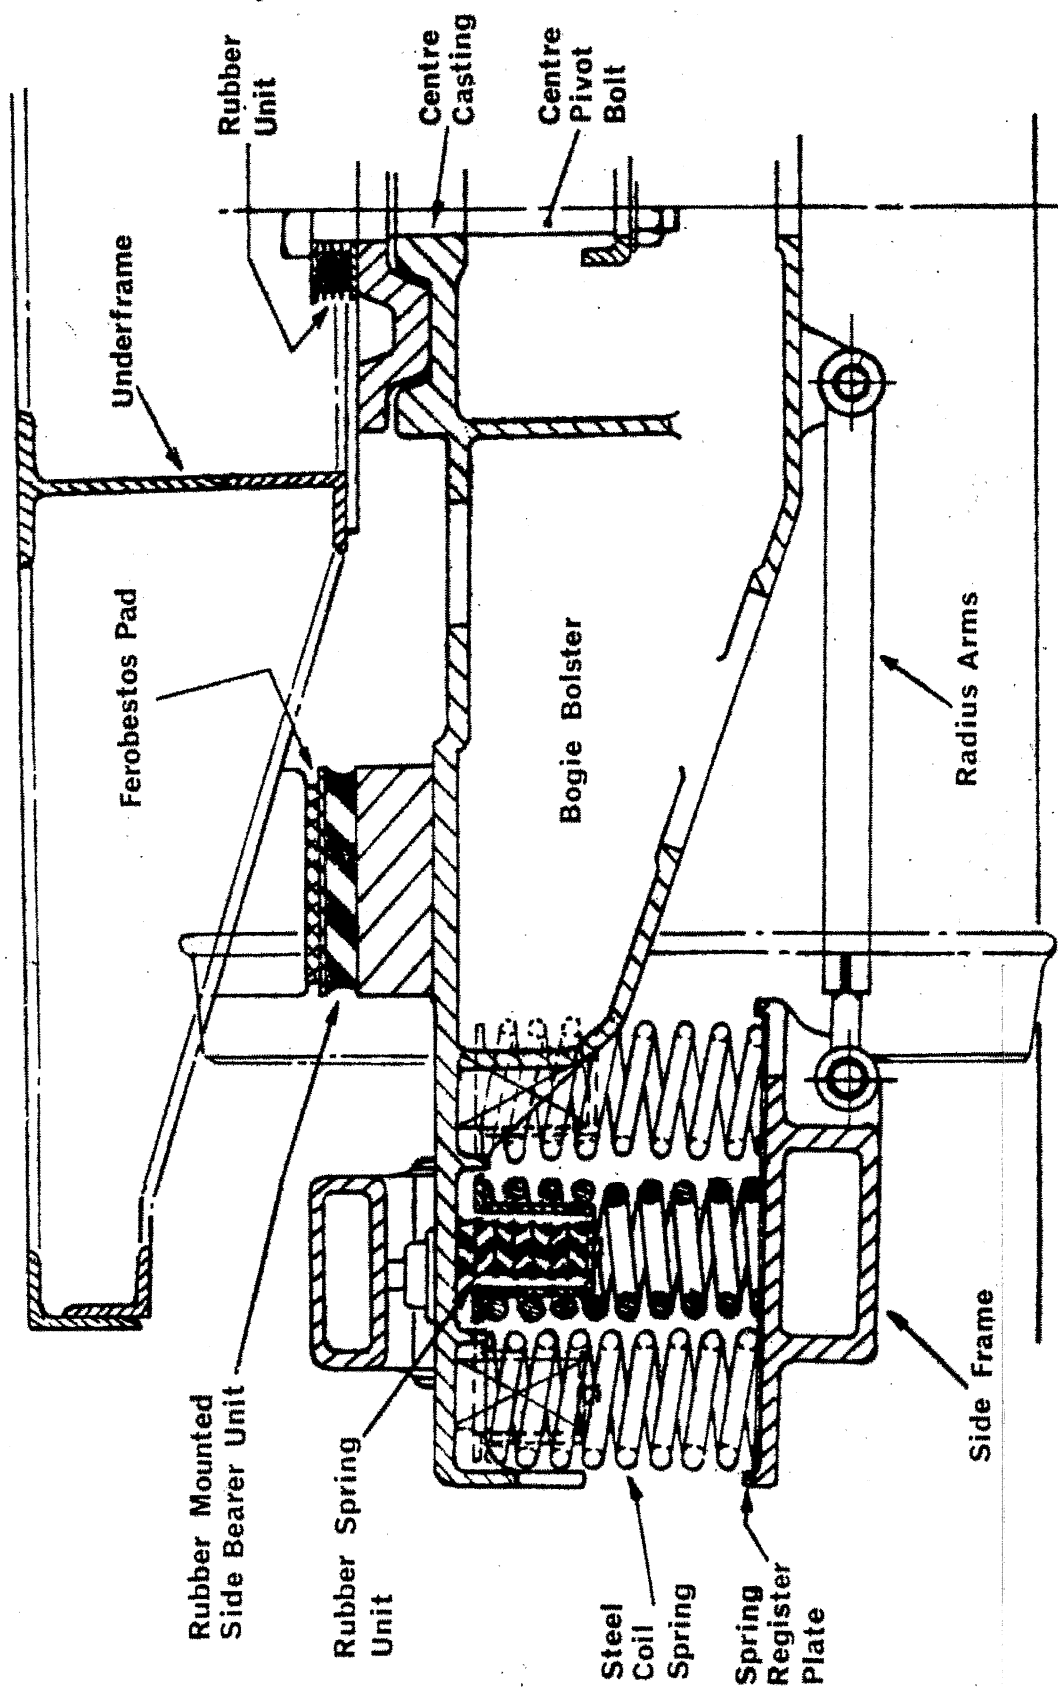 Rubber Mounted
Side Bearer Unit
Rubber Spring
Unit
Steel
Coil
Spring
Spring
Register
Plate
Ferobestos Pad
Underframe
Rubber
Unit
Centre
Casting
Centre
Pivot
Bolt
Bogie Bolster
Radius Arms
Side Frame